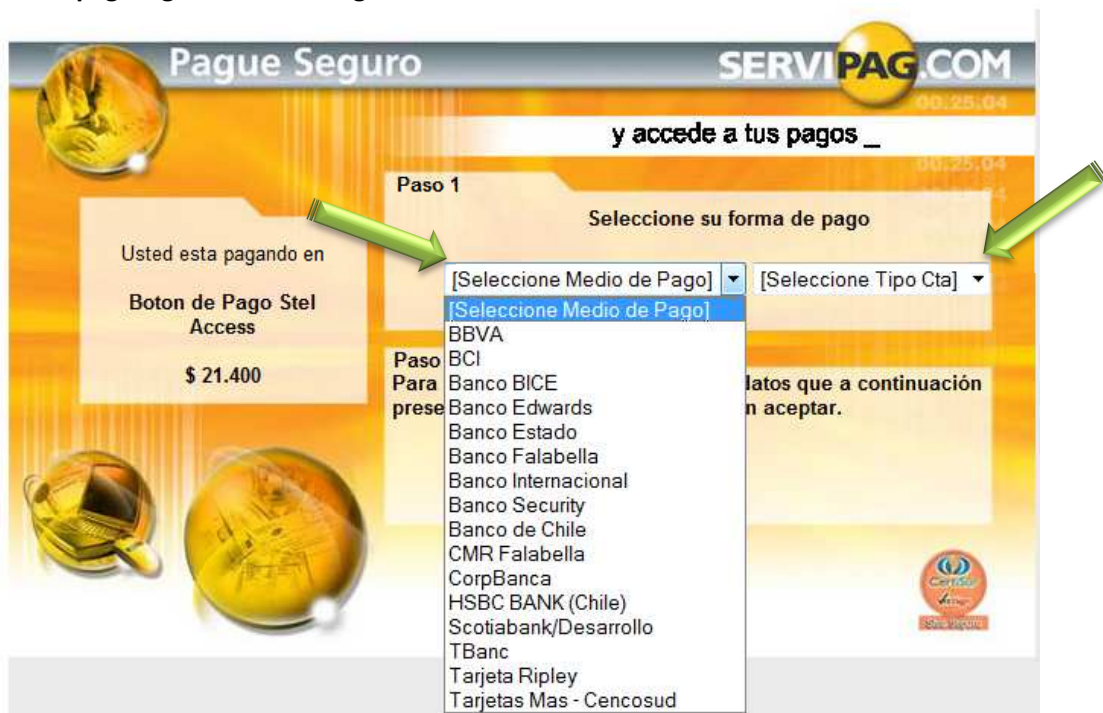 Pague Seguro
SERVIPAG.COM
00.25.04
y accede a tus pagos _
00.25.04
Paso 1
Seleccione su forma de pago
Usted esta pagando en
[Seleccione Medio de Pago]
[Seleccione Tipo Cta]
Boton de Pago Stel
Access
$ 21.400
[Seleccione Medio de Pago]
BBVA
BCI
Banco BICE
Banco Edwards
Banco Estado
Banco Falabella
Banco Internacional
Banco Security
Banco de Chile
CMR Falabella
CorpBanca
HSBC BANK (Chile)
Scotiabank/Desarrollo
TBanc
Tarjeta Ripley
Tarjetas Mas - Cencosud
Paso
Para
latos que a continuación
prese
n aceptar.
CertiSur